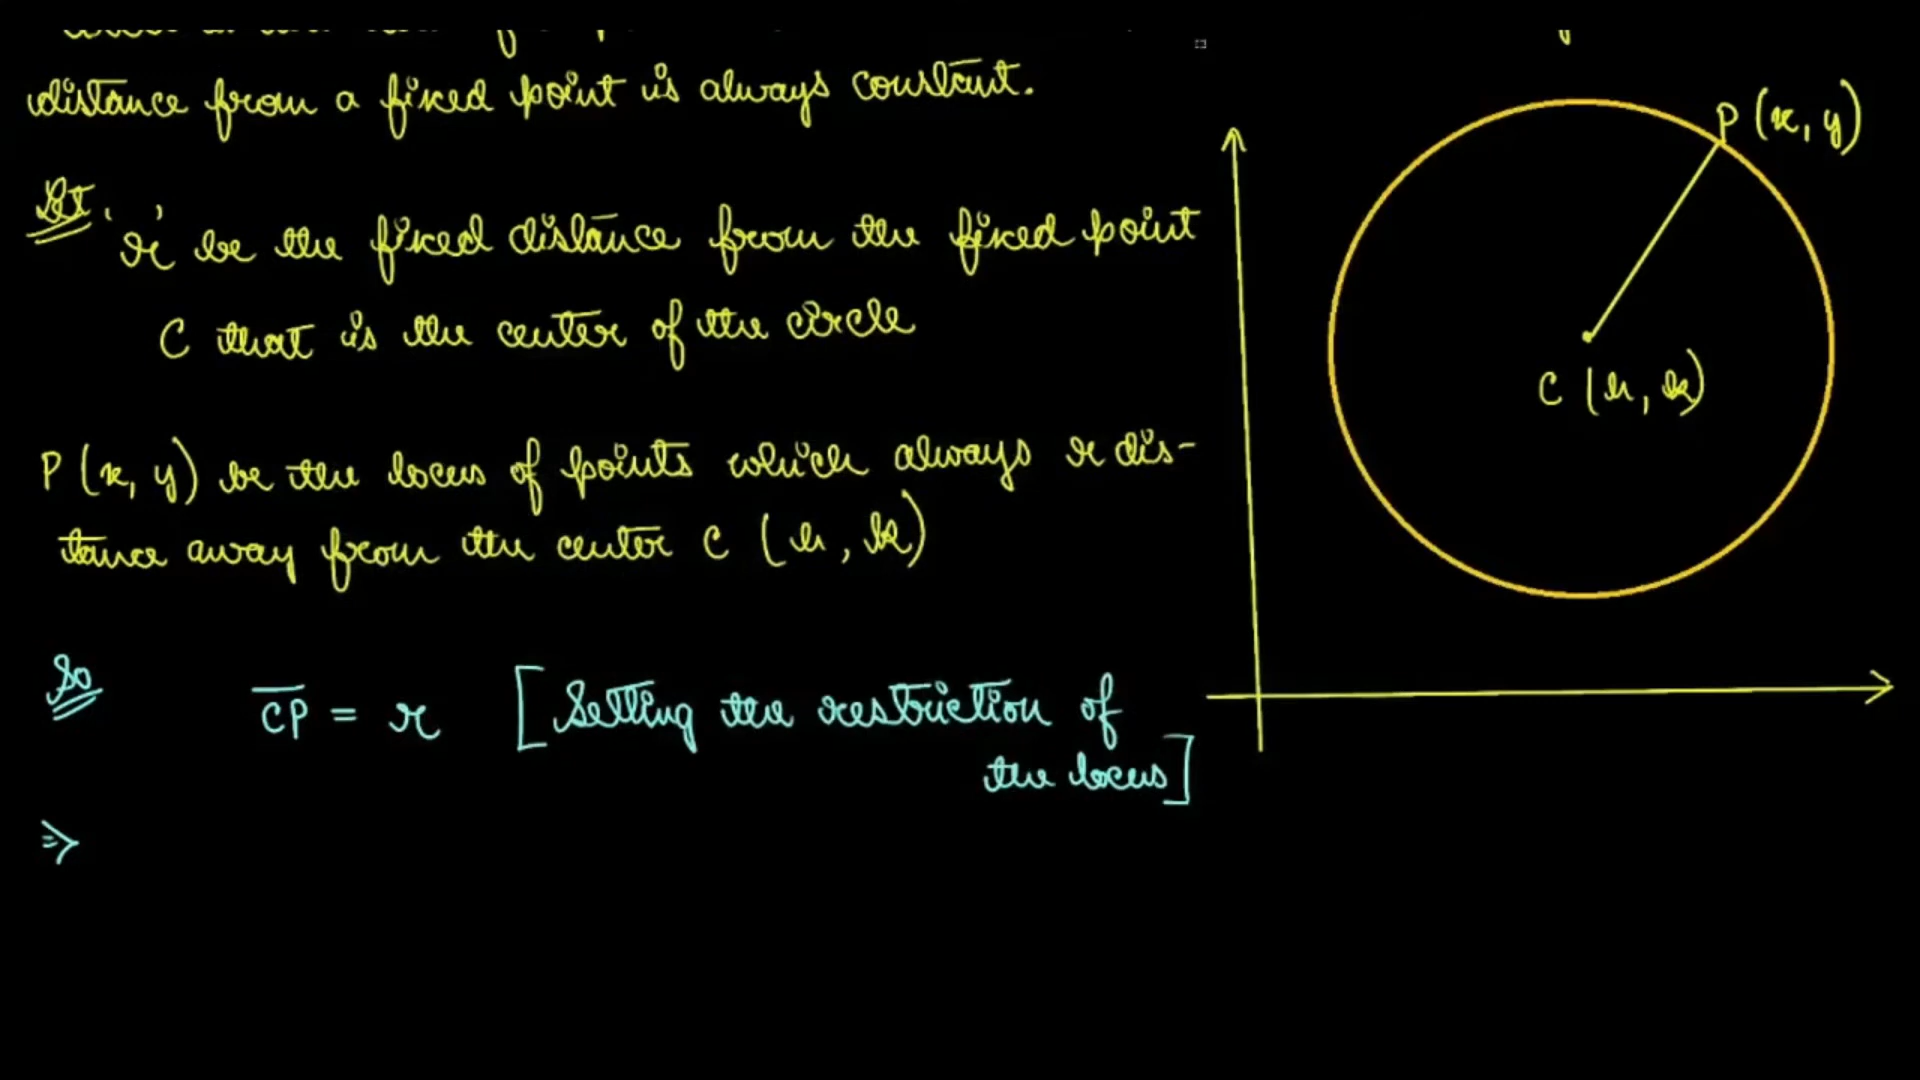 distance from a fixed point is always constant.
Let 'r' be the fixed distance from the fixed point
C that is the center of the circle
P (x, y) be the locus of points which always r dis-
tance away from the center C (h, k)
So CP = r [Setting the restriction of
the locus]
⇒
P (x, y)
C (h, k)